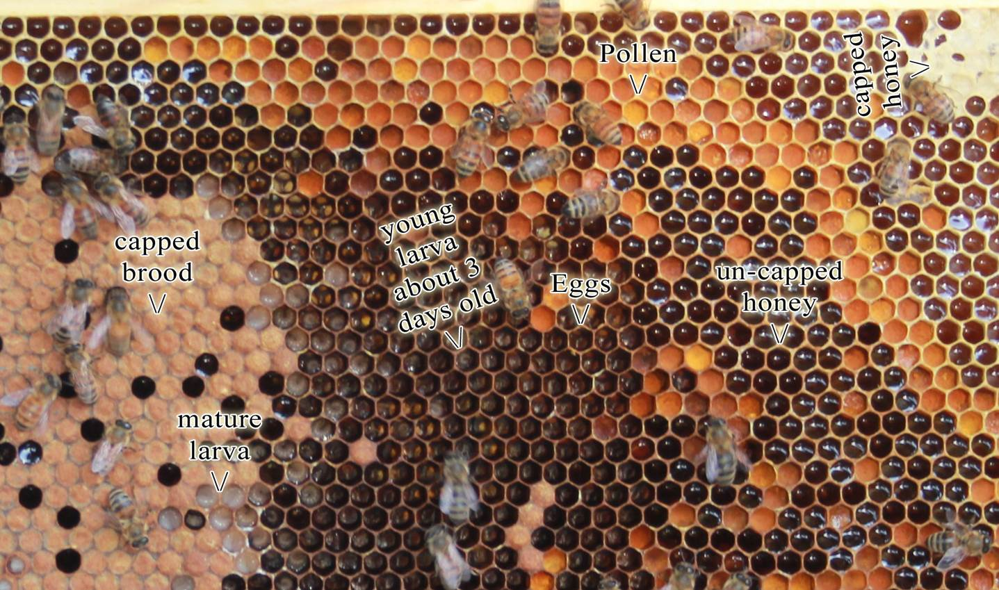 Pollen
capped
honey
capped
brood
young
larva
about 3
days old
Eggs
un-capped
honey
mature
larva